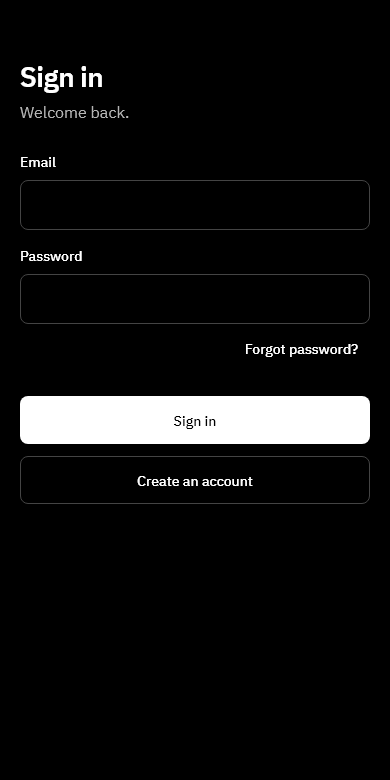 Sign in
Welcome back.
Email
Password
Forgot password?
Sign in
Create an account